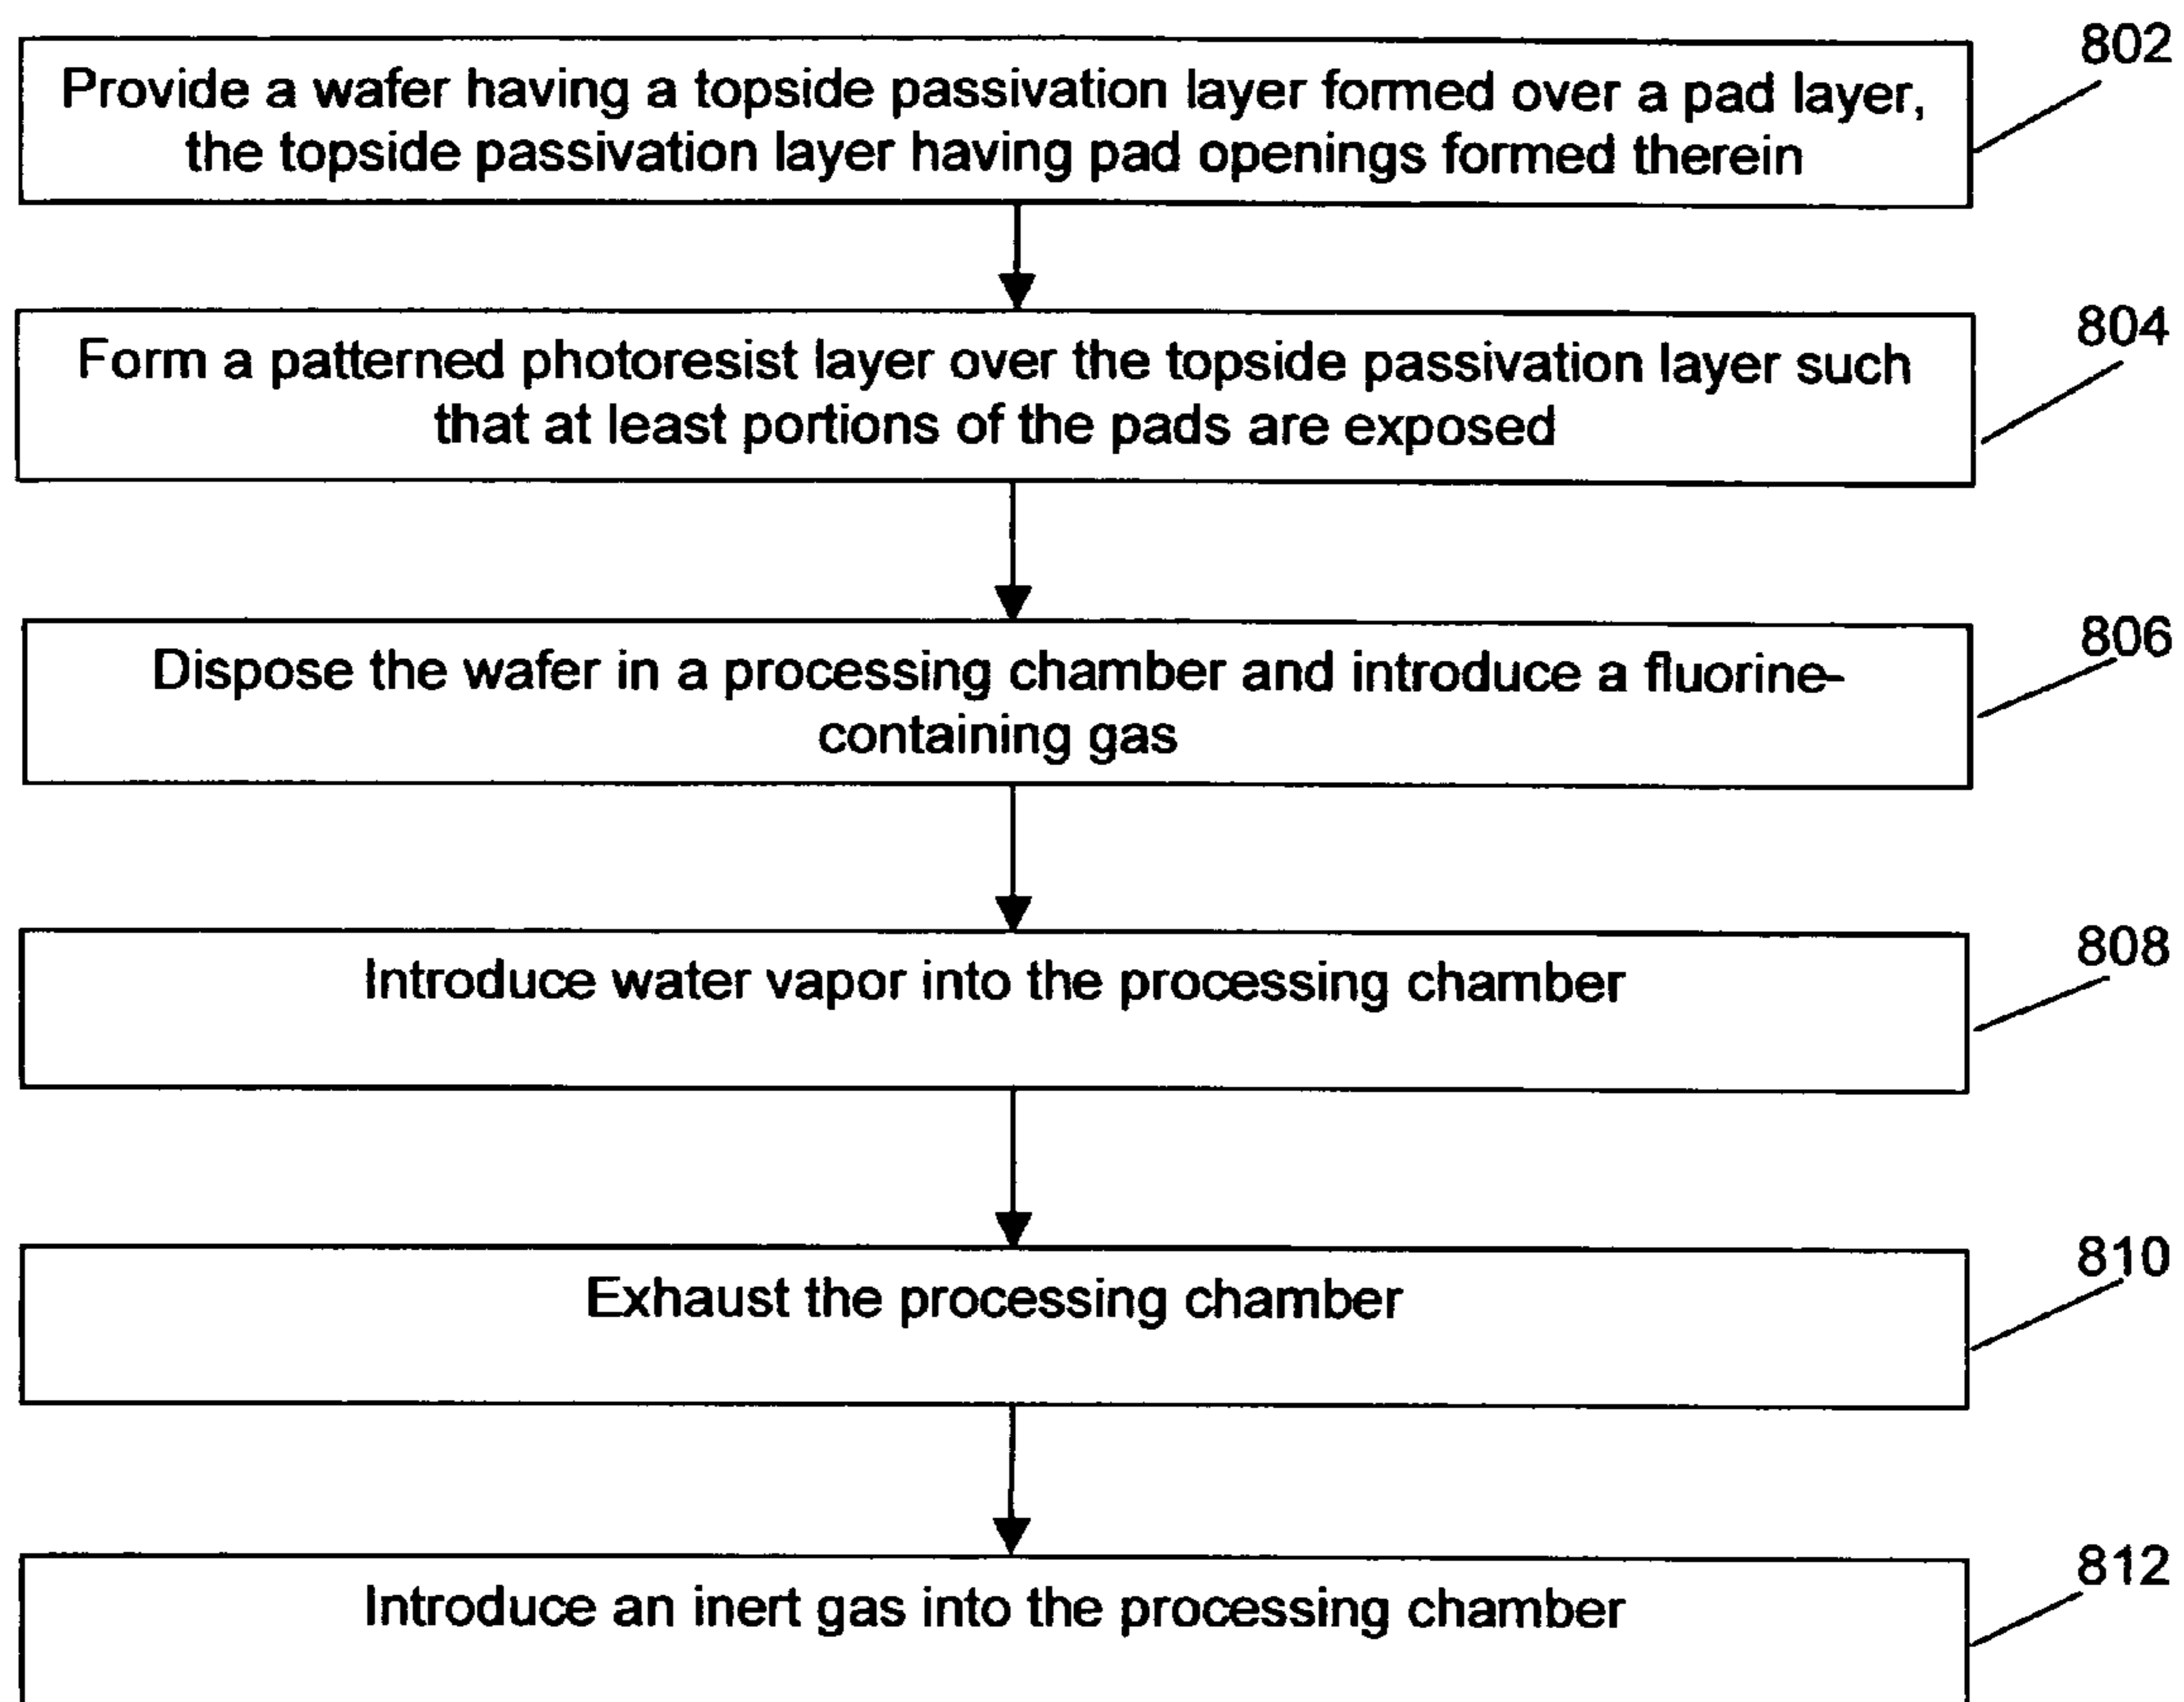 802
Provide a wafer having a topside passivation layer formed over a pad layer,
the topside passivation layer having pad openings formed therein
804
Form a patterned photoresist layer over the topside passivation layer such
that at least portions of the pads are exposed
806
Dispose the wafer in a processing chamber and introduce a fluorine-
containing gas
808
Introduce water vapor into the processing chamber
810
Exhaust the processing chamber
812
Introduce an inert gas into the processing chamber